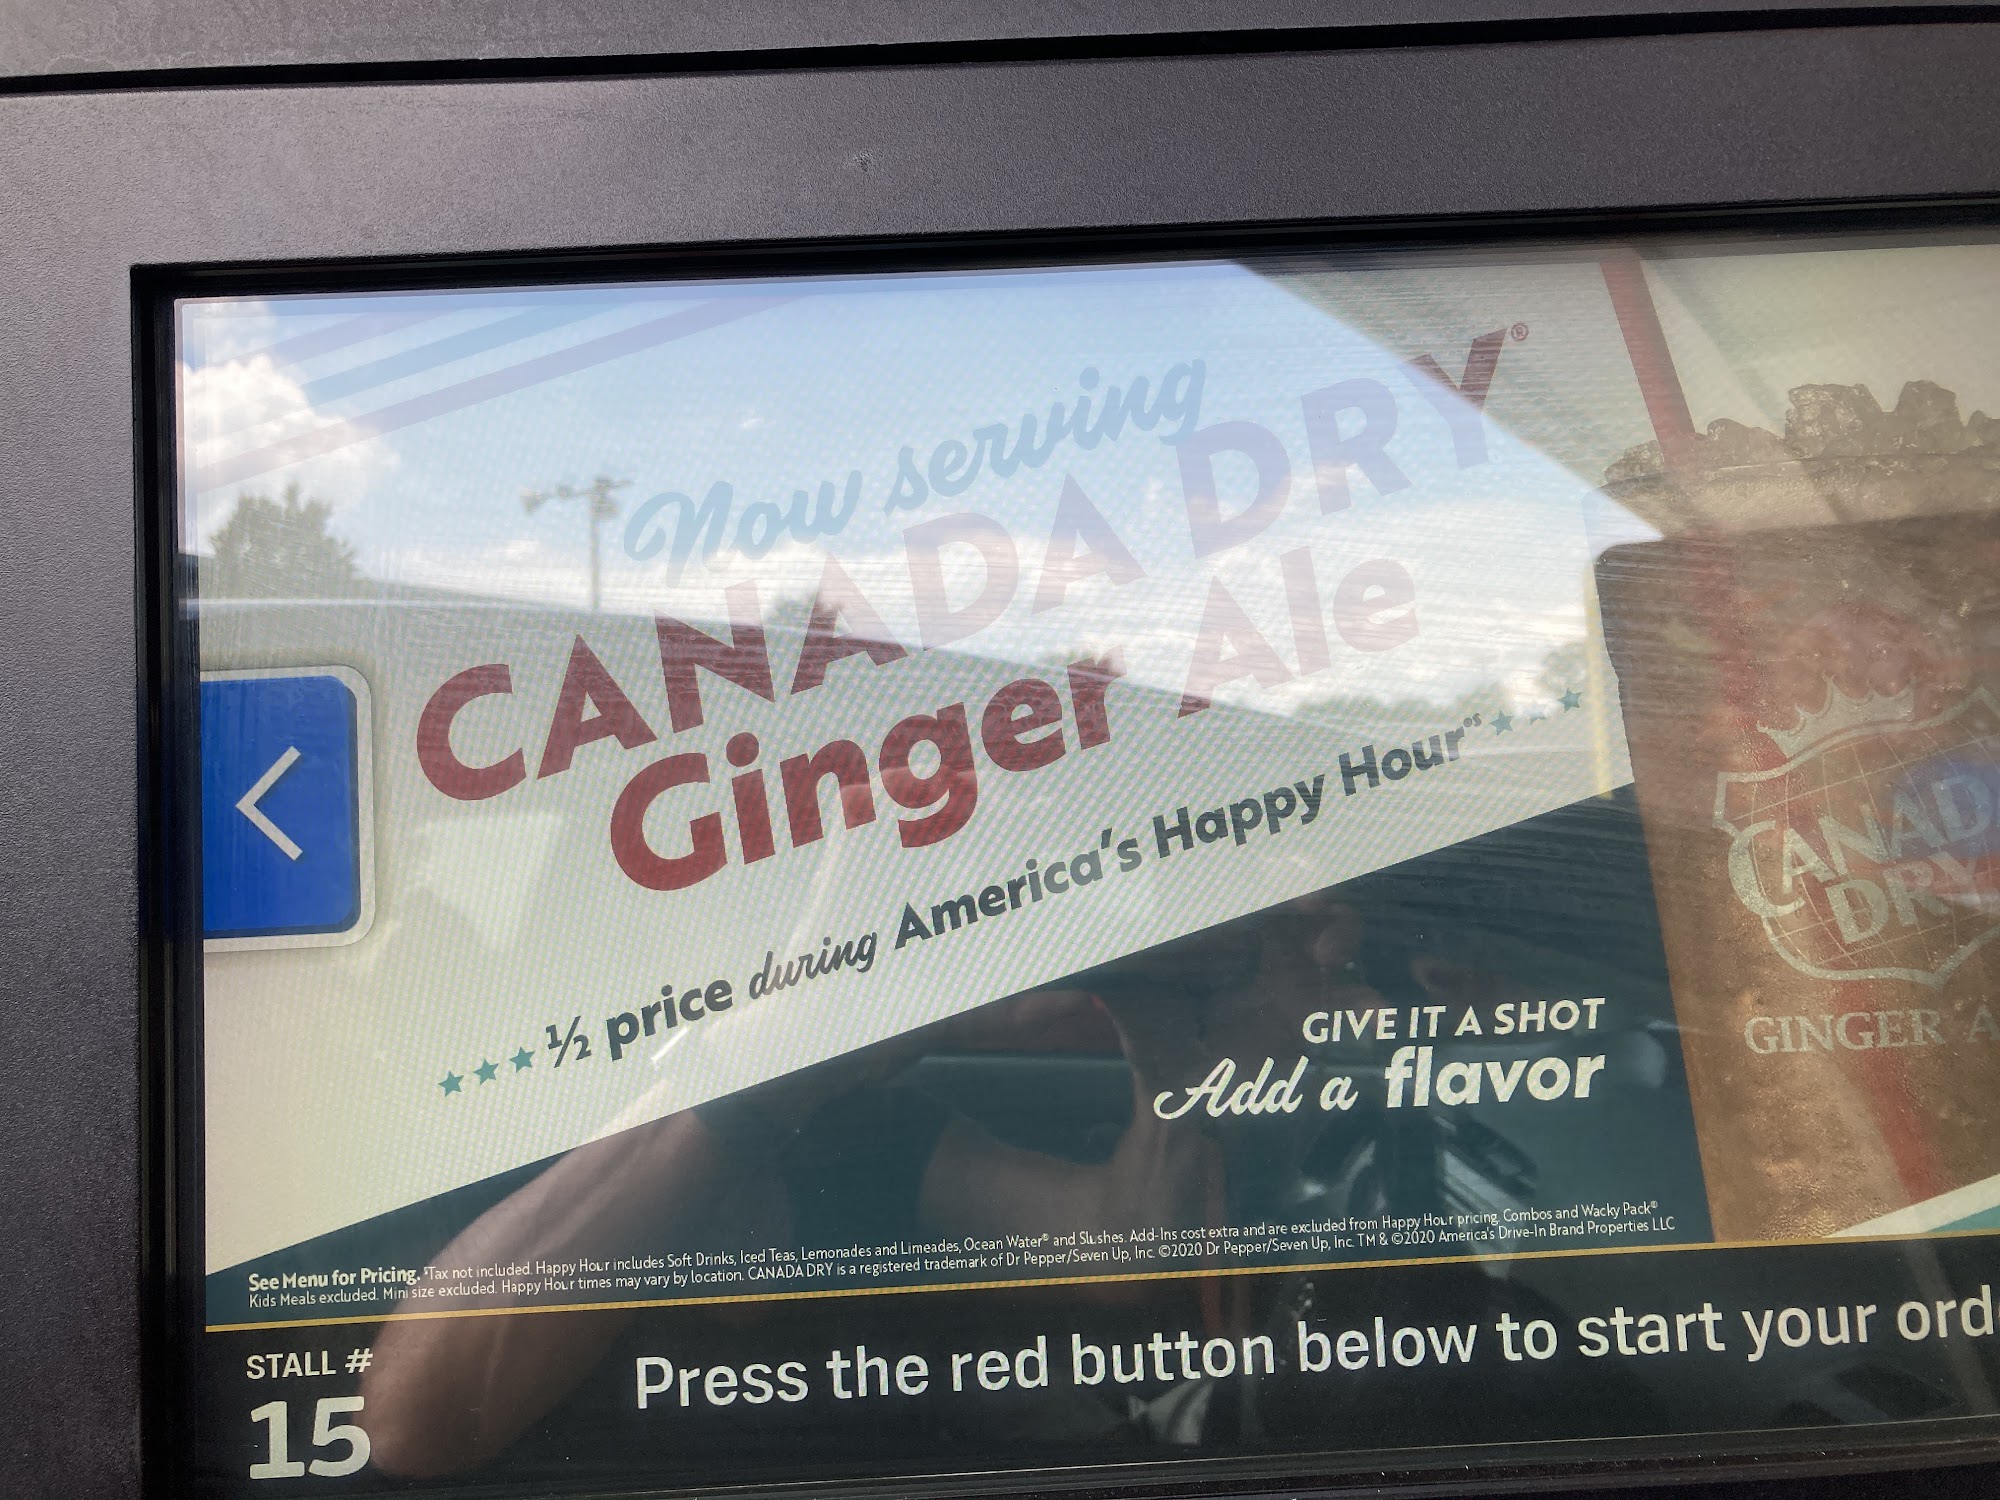 Now serving
CANADA DRY®
Ginger Ale
½ price during America's Happy Hour®§
GIVE IT A SHOT
Add a flavor
CANAD
DRY
GINGER A
See Menu for Pricing. §Tax not included. Happy Hour includes Soft Drinks, Iced Teas, Lemonades and Limeades, Ocean Water® and Slushes. Add-Ins cost extra and are excluded from Happy Hour pricing. Combos and Wacky Pack®
Kids Meals excluded. Mini size excluded. Happy Hour times may vary by location. CANADA DRY is a registered trademark of Dr Pepper/Seven Up, Inc. ©2020 Dr Pepper/Seven Up, Inc. TM & ©2020 America's Drive-In Brand Properties LLC
STALL #
15
Press the red button below to start your ord